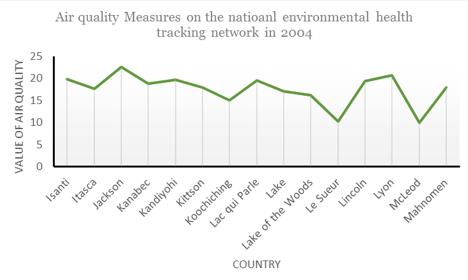 Air quality Measures on the natioanl environmental health
tracking network in 2004
VALUE OF AIR QUALITY
25
20
15
10
5
0
Isanti
Itasca
Jackson
Kanabec
Kandiyohi
Kittson
Koochiching
Lac qui Parle
Lake
Lake of the Woods
Le Sueur
Lincoln
Lyon
McLeod
Mahnomen
COUNTRY